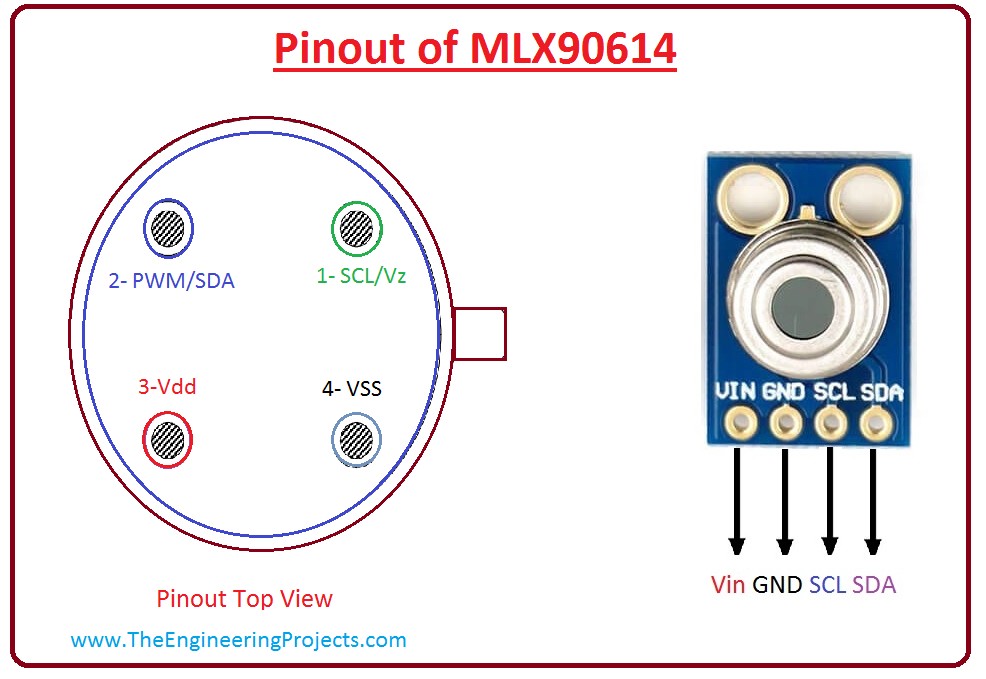 Pinout of MLX90614
2- PWM/SDA
1- SCL/Vz
3-Vdd
4- VSS
VIN GND SCL SDA
Vin GND SCL SDA
Pinout Top View
www.TheEngineeringProjects.com